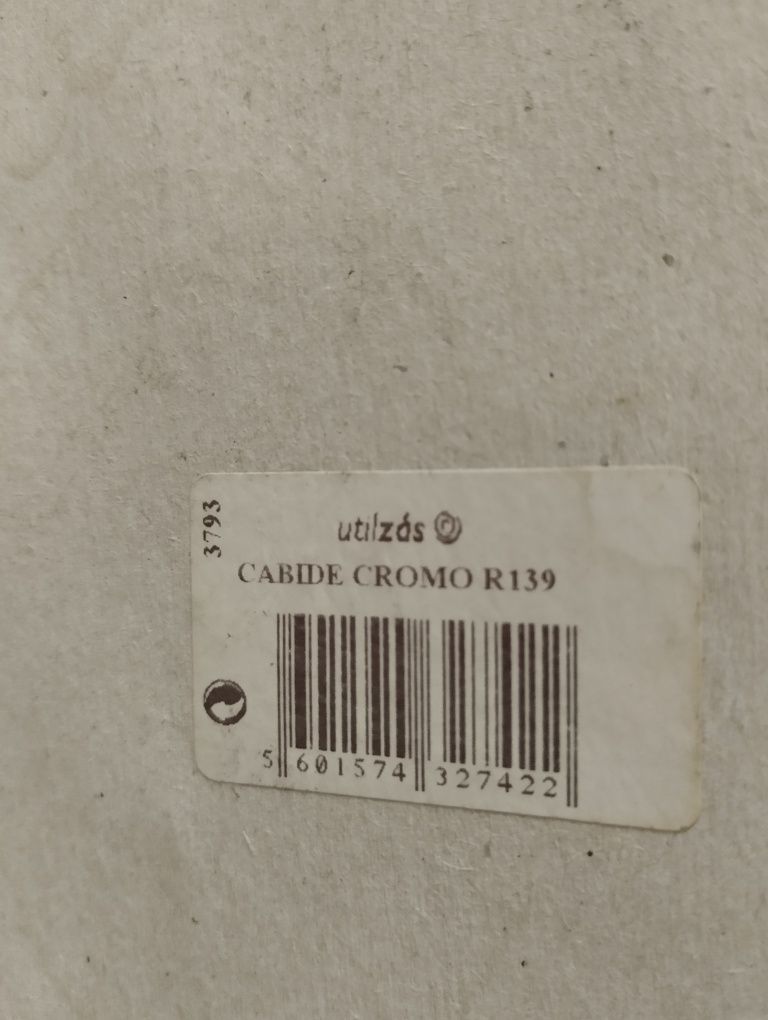 3793
utilzás
CABIDE CROMO R139
5 601574 327422